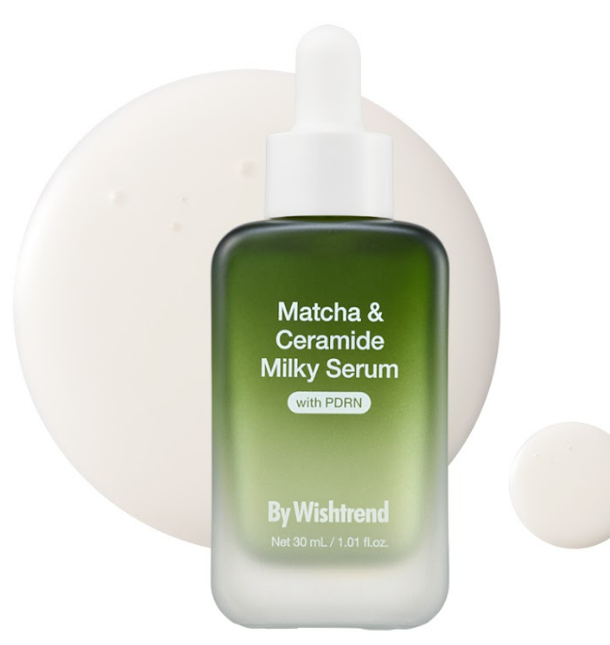 Matcha &
Ceramide
Milky Serum
with PDRN
By Wishtrend
Net 30 mL / 1.01 fl.oz.